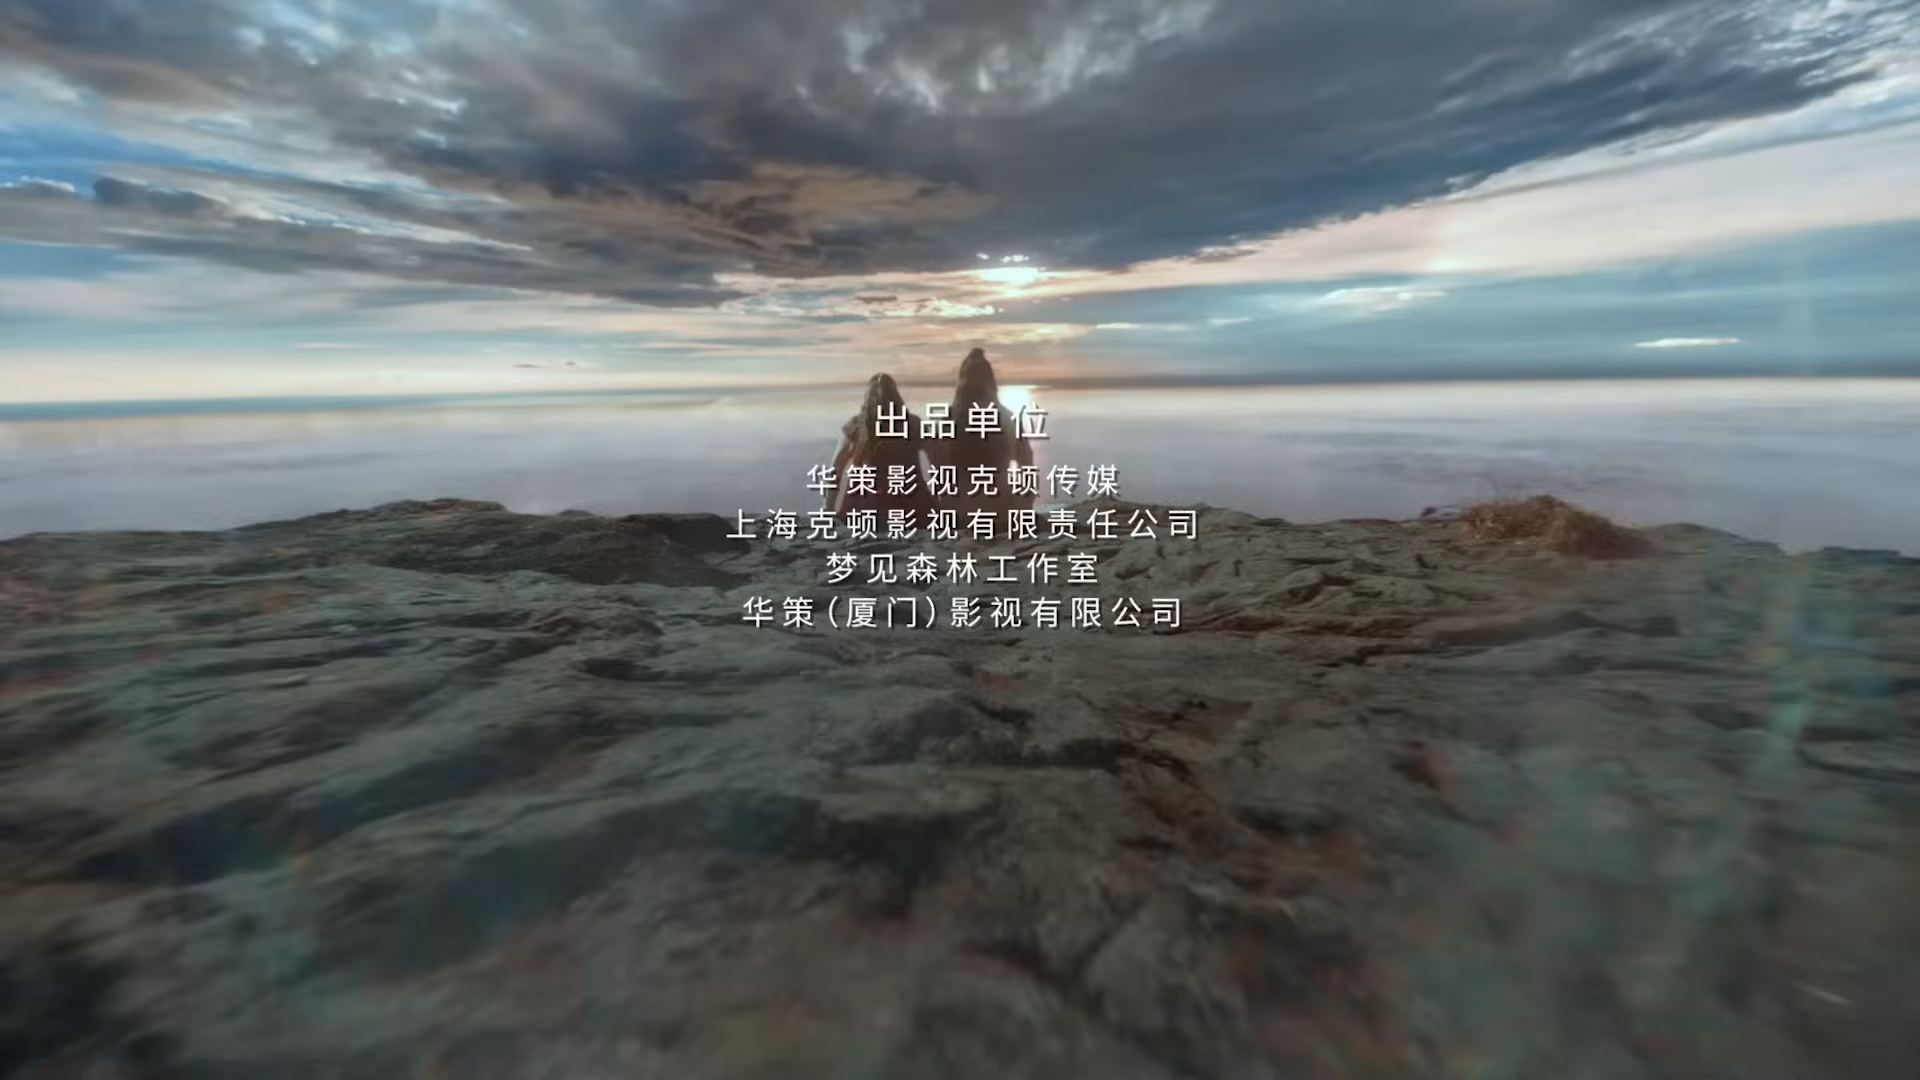 出品单位
华策影视克顿传媒
上海克顿影视有限责任公司
梦见森林工作室
华策(厦门)影视有限公司